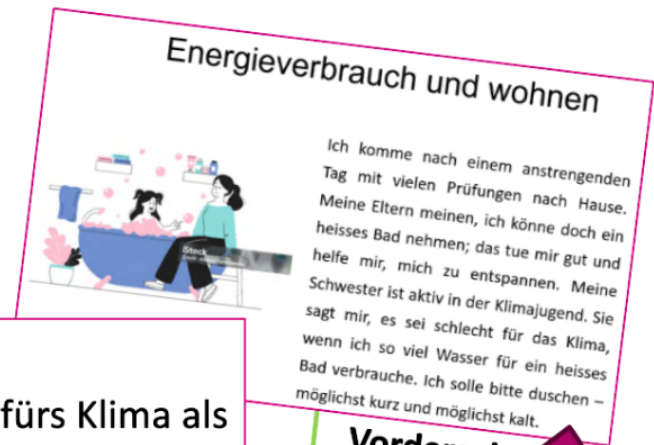 Energieverbrauch und wohnen
Ich komme nach einem anstrengenden
Tag mit vielen Prüfungen nach Hause.
Meine Eltern meinen, ich könne doch ein
heisses Bad nehmen; das tue mir gut und
helfe mir, mich zu entspannen. Meine
Schwester ist aktiv in der Klimajugend. Sie
sagt mir, es sei schlecht für das Klima,
wenn ich so viel Wasser für ein heisses
Bad verbrauche. Ich solle bitte duschen –
möglichst kurz und möglichst kalt.
iStock
fürs Klima als